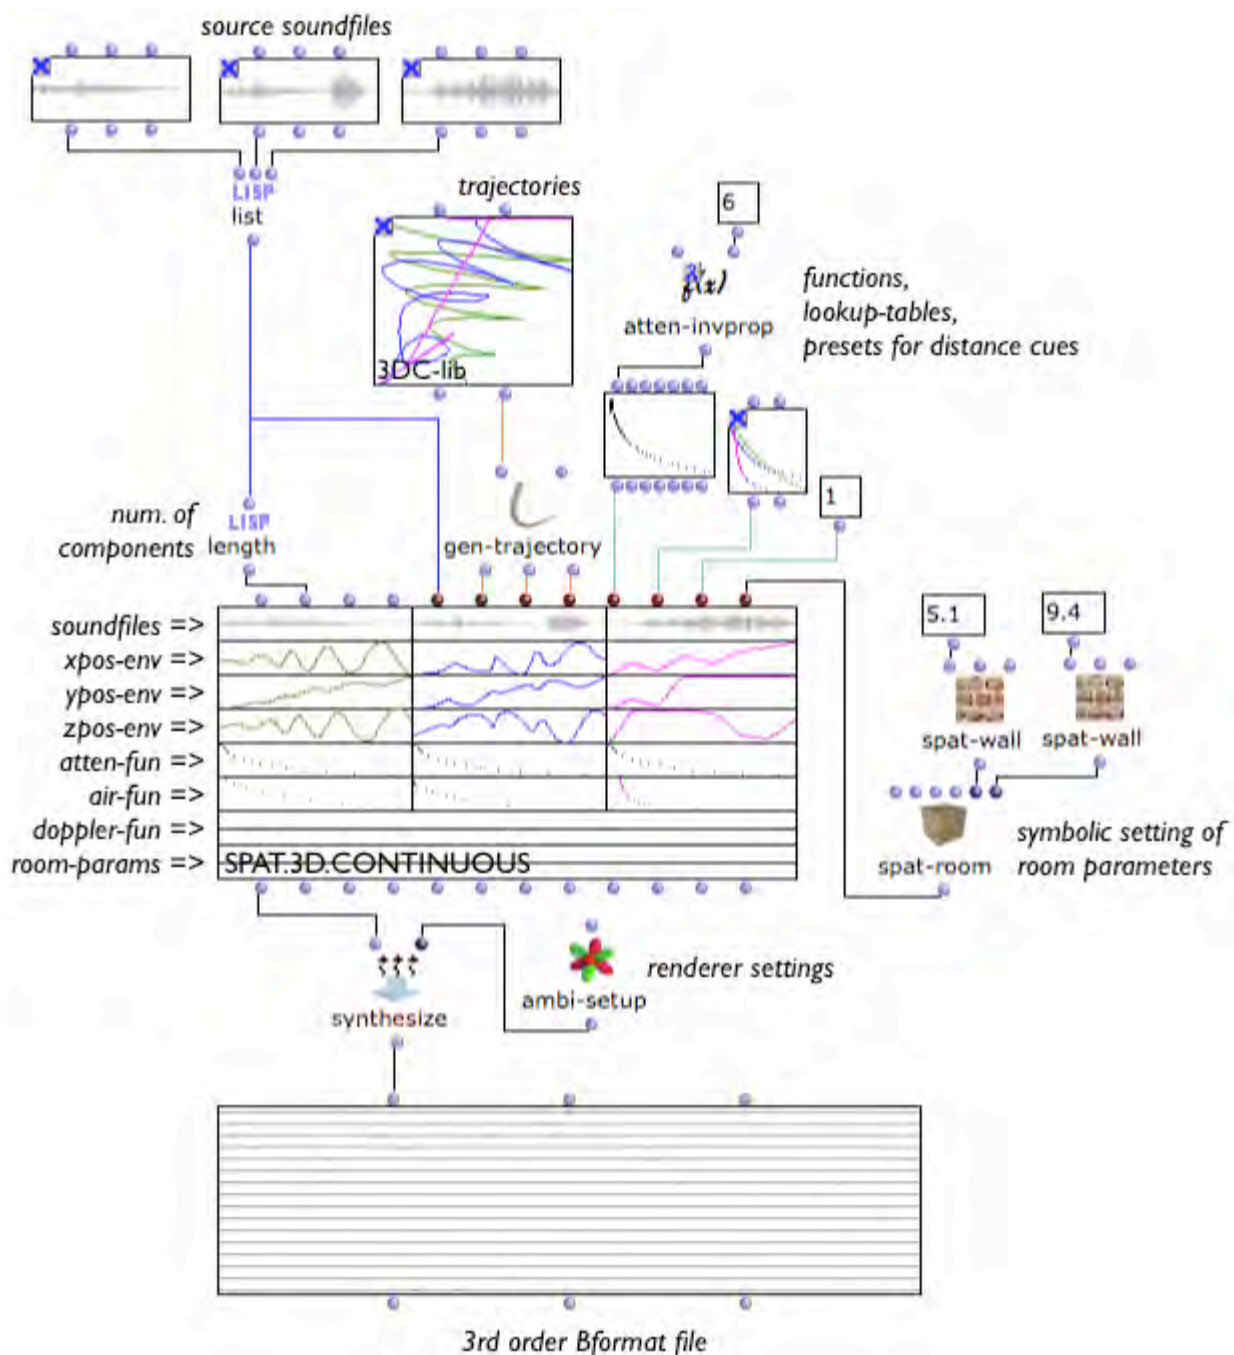 source soundfiles
LISP
list
trajectories
3DC-lib
6
f(x)
atten-invprop
functions,
lookup-tables,
presets for distance cues
1
num. of
components
LISP
length
gen-trajectory
soundfiles =>
xpos-env =>
ypos-env =>
zpos-env =>
atten-fun =>
air-fun =>
doppler-fun =>
room-params =>
SPAT.3D.CONTINUOUS
5.1
9.4
spat-wall
spat-wall
spat-room
symbolic setting of
room parameters
synthesize
ambi-setup
renderer settings
3rd order Bformat file